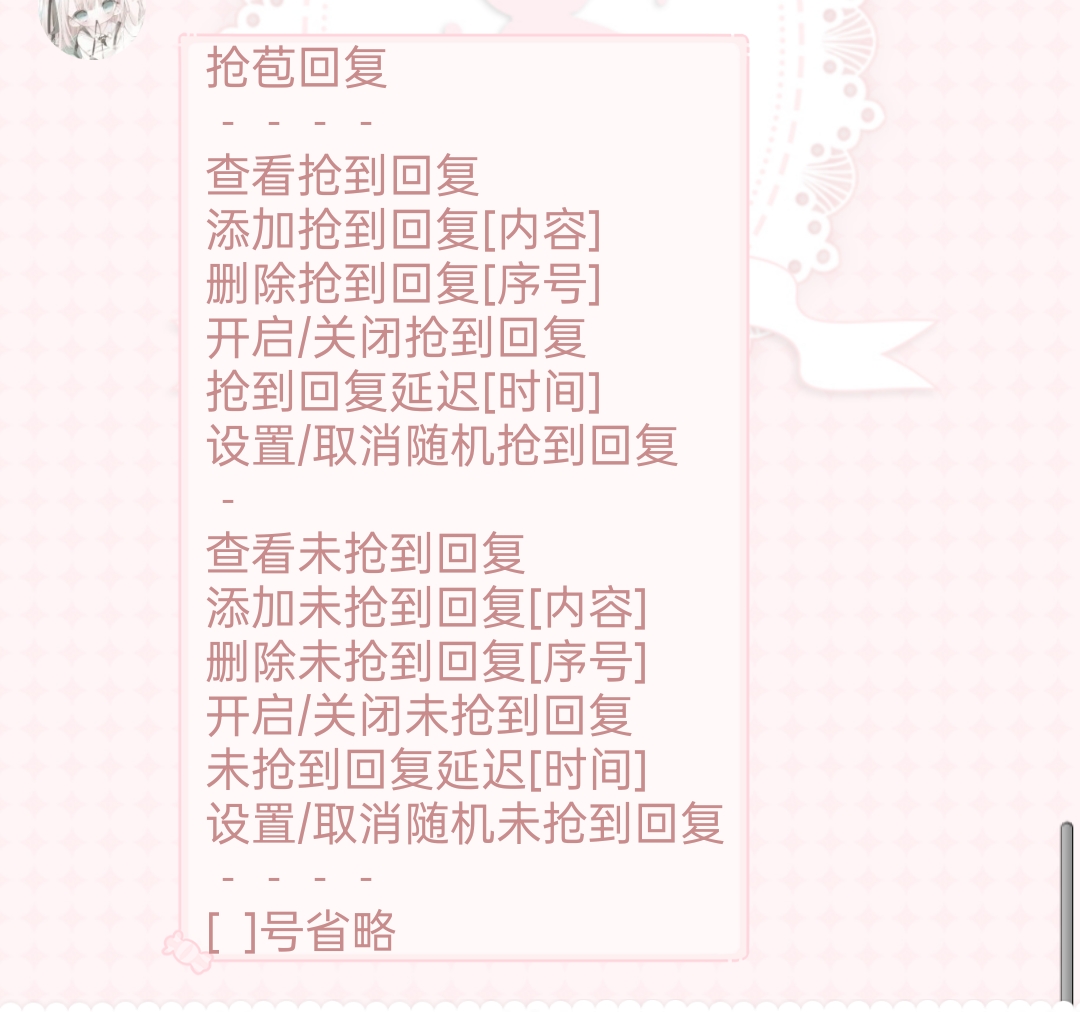 抢苞回复
- - - -
查看抢到回复
添加抢到回复[内容]
删除抢到回复[序号]
开启/关闭抢到回复
抢到回复延迟[时间]
设置/取消随机抢到回复
-
查看未抢到回复
添加未抢到回复[内容]
删除未抢到回复[序号]
开启/关闭未抢到回复
未抢到回复延迟[时间]
设置/取消随机未抢到回复
- - - -
[  ]号省略